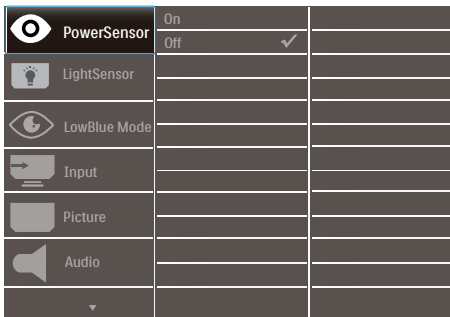 PowerSensor
On
Off
LightSensor
LowBlue Mode
Input
Picture
Audio